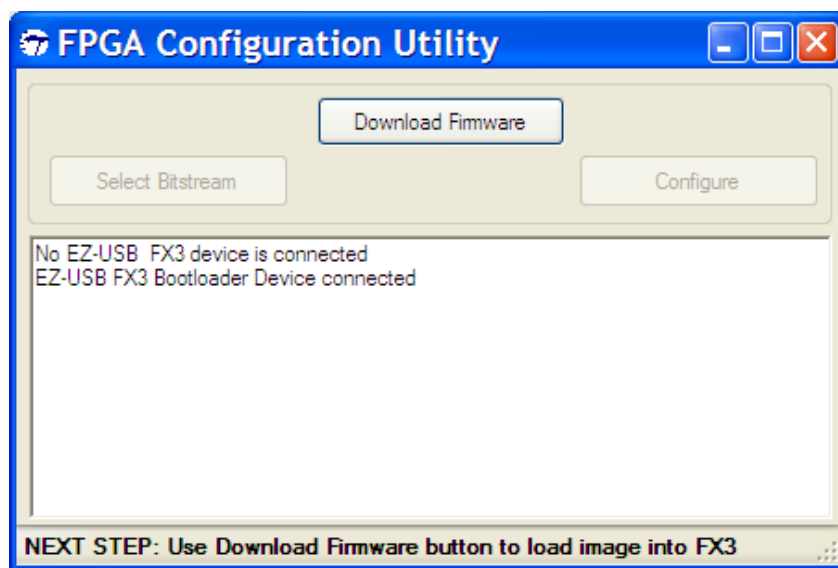 FPGA Configuration Utility
Download Firmware
Select Bitstream
Configure
No EZ-USB  FX3 device is connected
EZ-USB FX3 Bootloader Device connected
NEXT STEP: Use Download Firmware button to load image into FX3